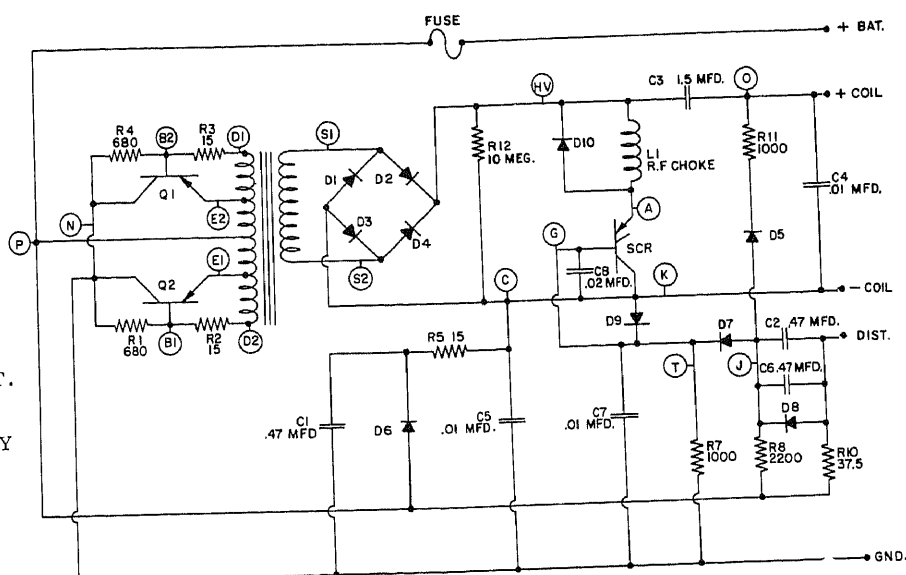 FUSE
+ BAT.
HV
C3 1.5 MFD.
O
+ COIL
R4
680
B2
R3
15
D1
S1
R12
10 MEG.
D10
L1
R.F CHOKE
R11
1000
C4
.01 MFD.
Q1
D1
D2
E2
N
A
P
D3
D4
G
SCR
D5
E1
C8
.02 MFD.
Q2
S2
C
K
- COIL
R1
680
B1
R2
15
D2
D9
D7
C2 .47 MFD.
DIST.
R5 15
T.
T
J
C6 .47 MFD.
C1
.47 MFD
D6
C5
.01 MFD.
C7
.01 MFD.
D8
Y
R7
1000
R8
2200
R10
37.5
GND.